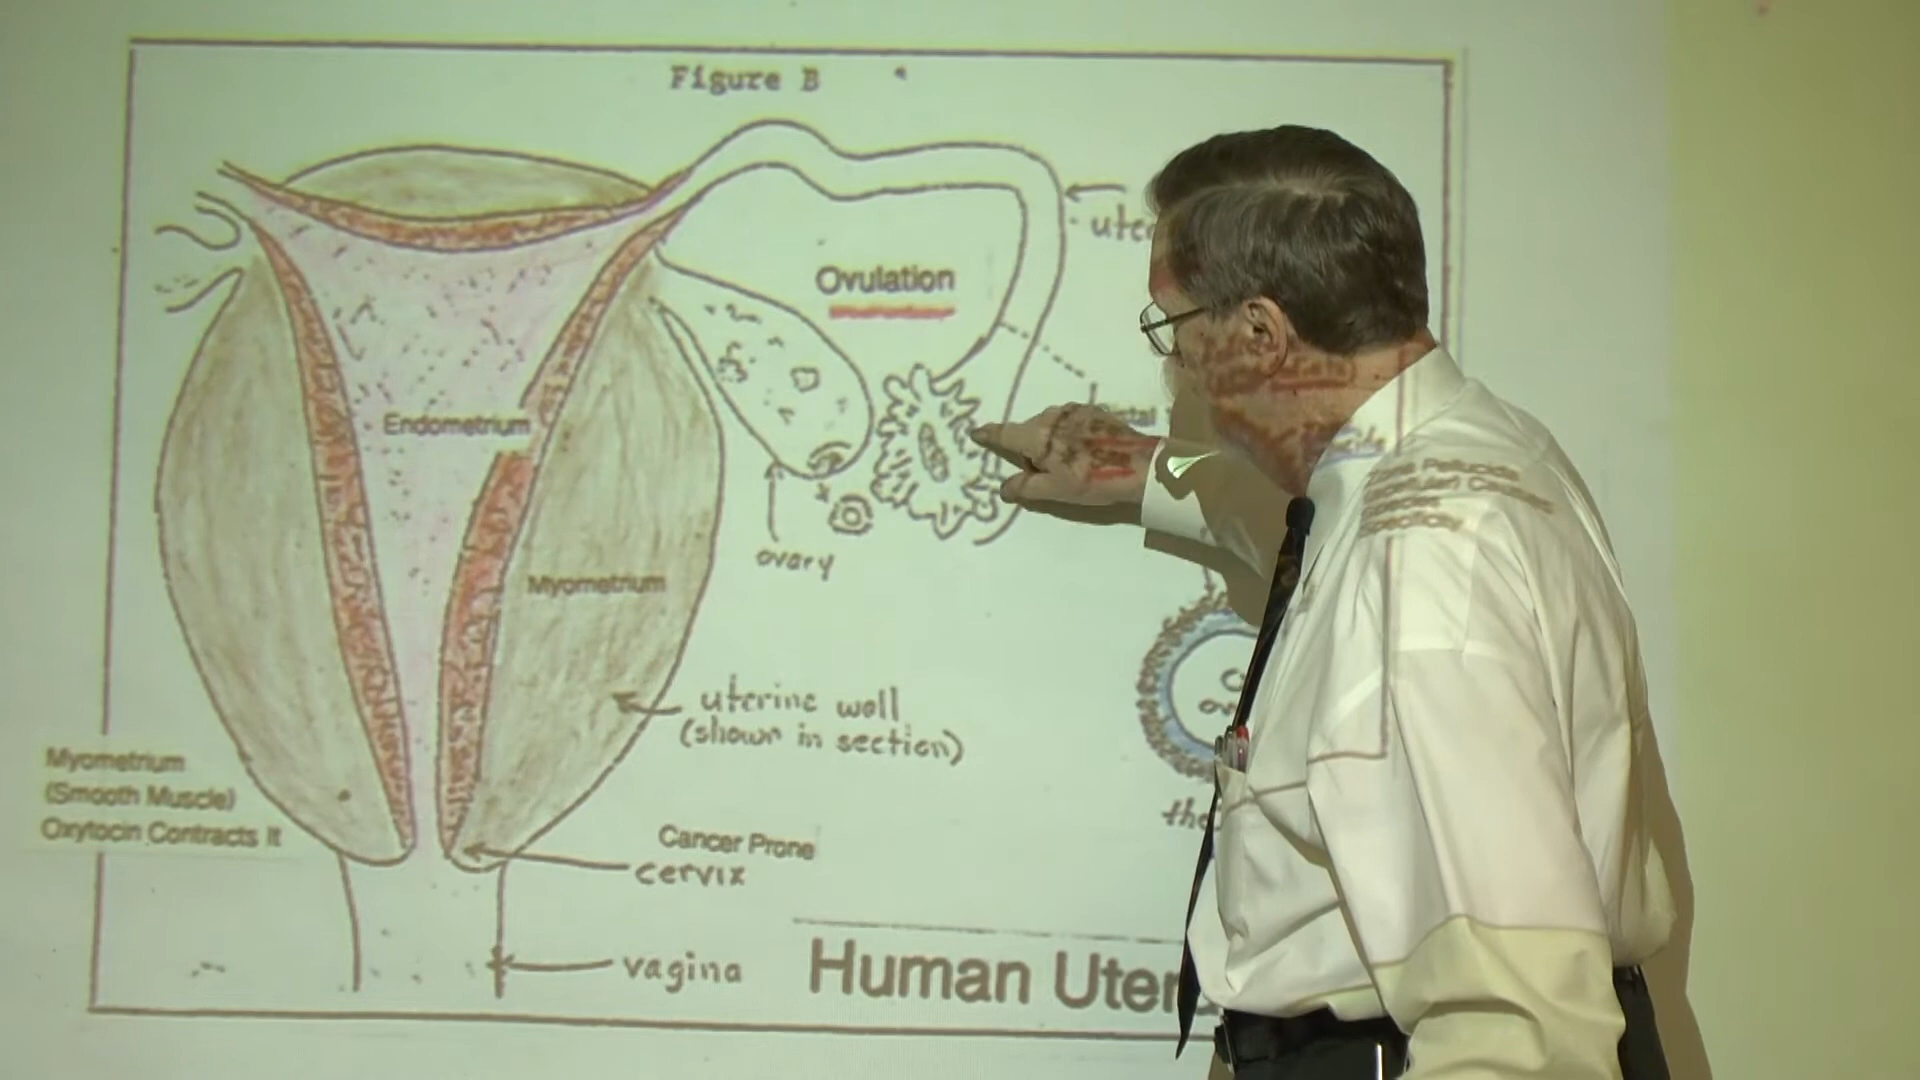 Figure B
Ovulation
Endometrium
ovary
Myometrium
uterine wall
(shown in section)
Myometrium
(Smooth Muscle)
Oxytocin Contracts It
Cancer Prone
cervix
vagina
Human
Pellucida